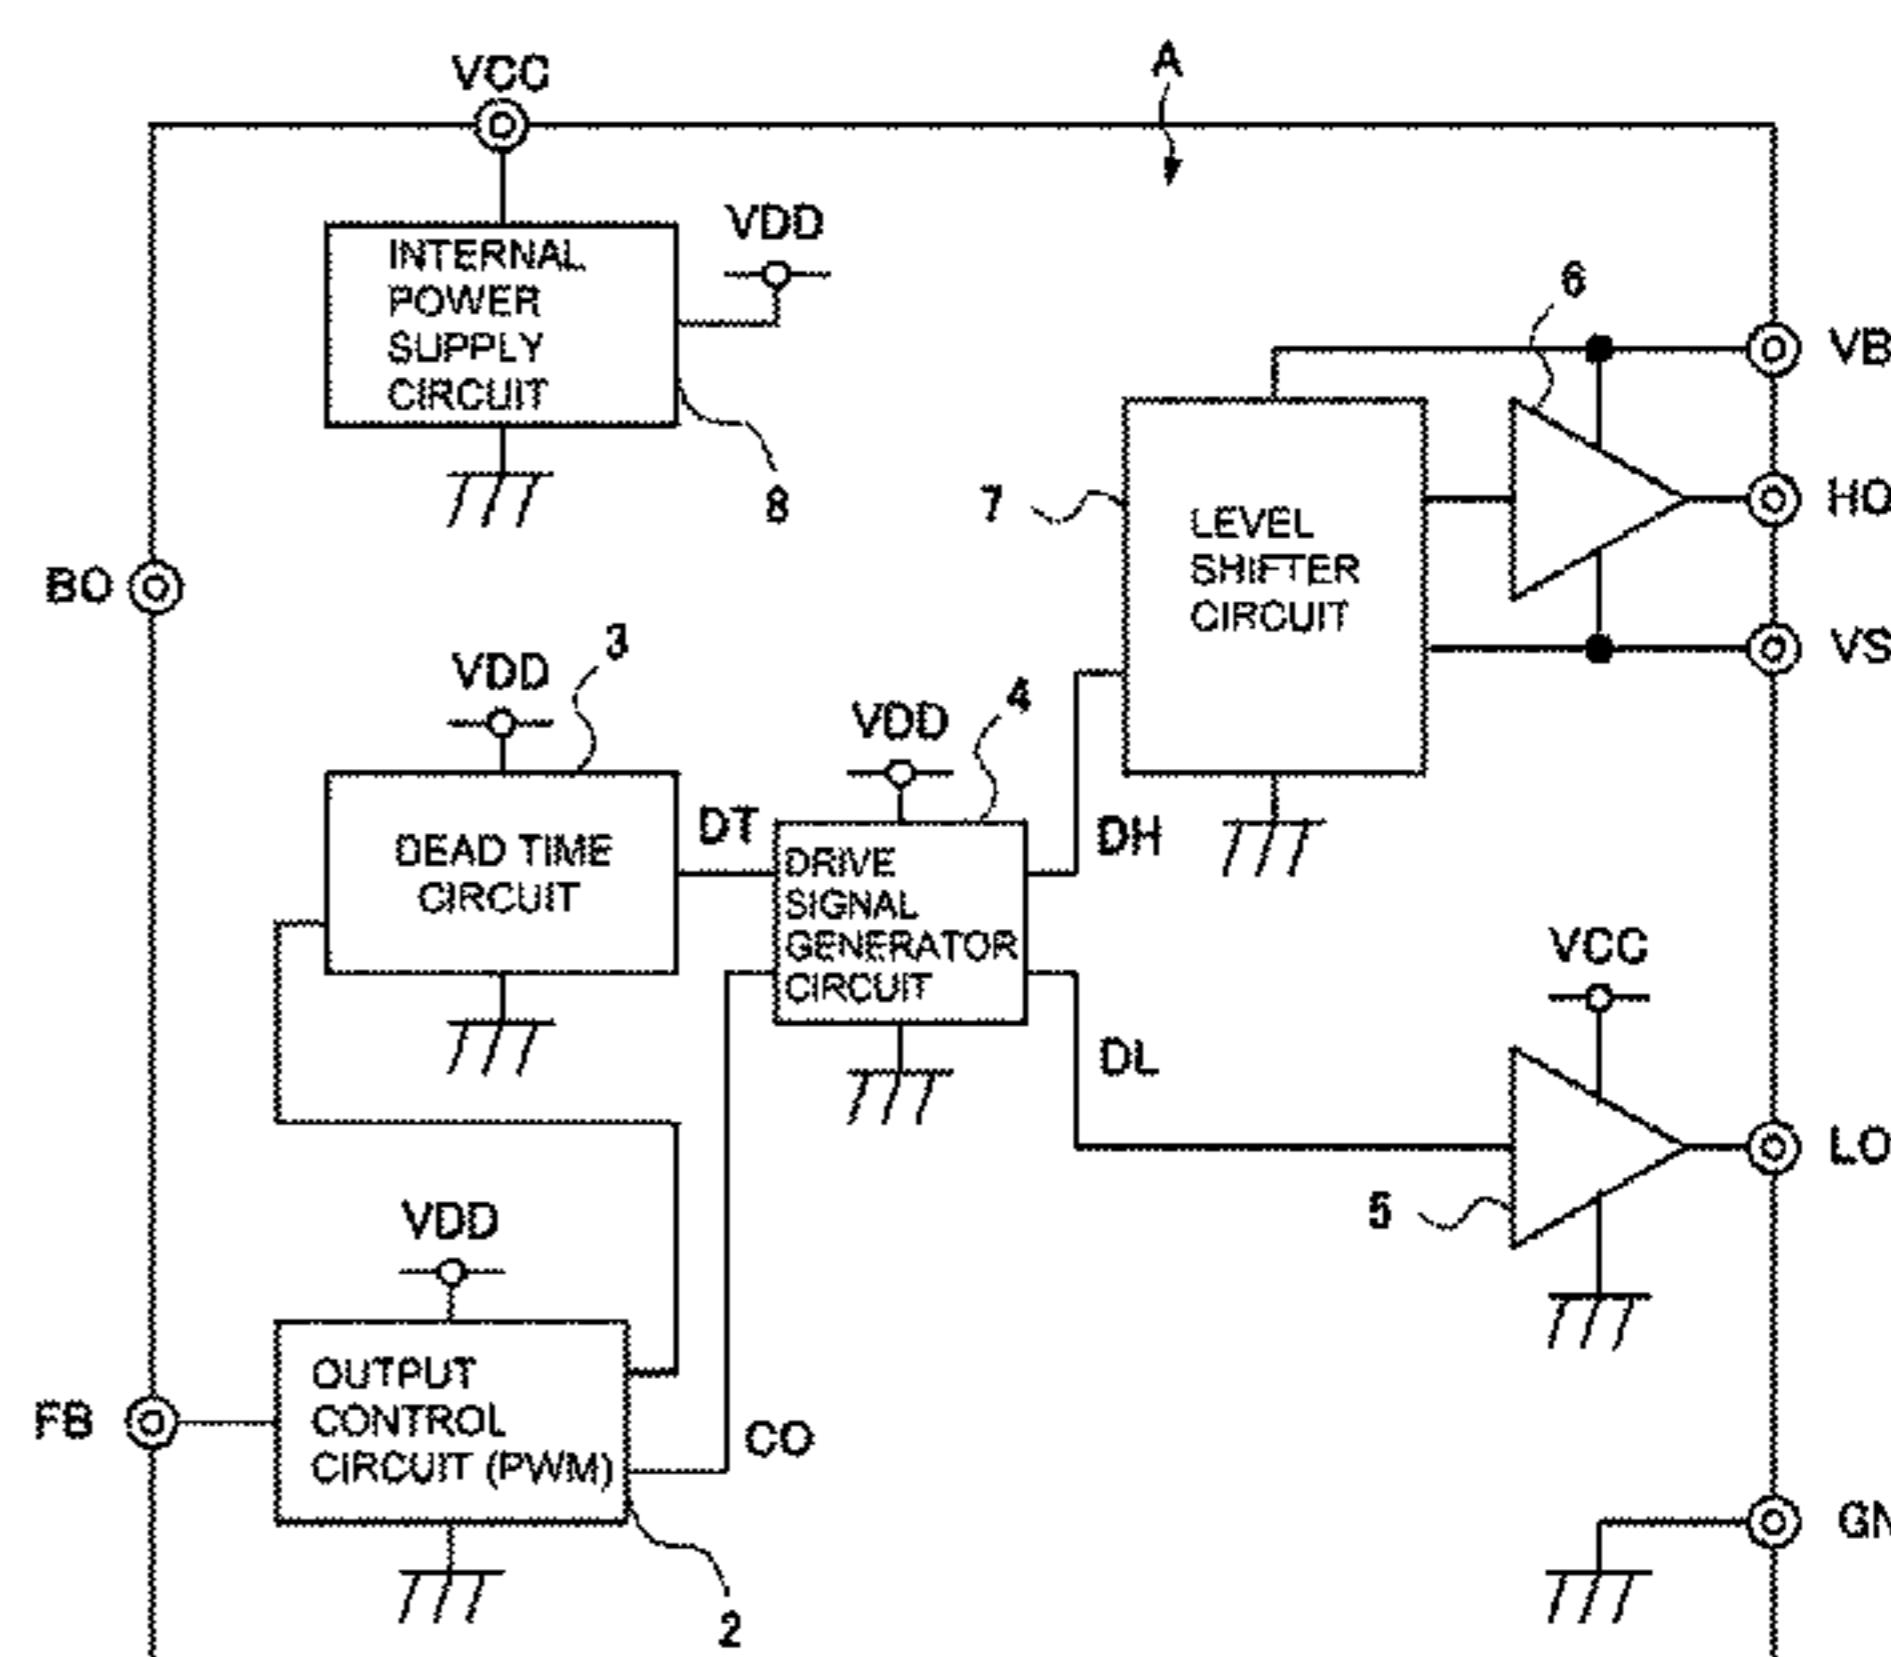 VCC
A
VDD
INTERNAL
POWER
SUPPLY
CIRCUIT
8
6
VB
HO
VS
7
LEVEL
SHIFTER
CIRCUIT
BO
VDD
3
DEAD TIME
CIRCUIT
DT
VDD
4
DRIVE
SIGNAL
GENERATOR
CIRCUIT
DH
DL
VCC
LO
5
VDD
FB
OUTPUT
CONTROL
CIRCUIT (PWM)
CO
2